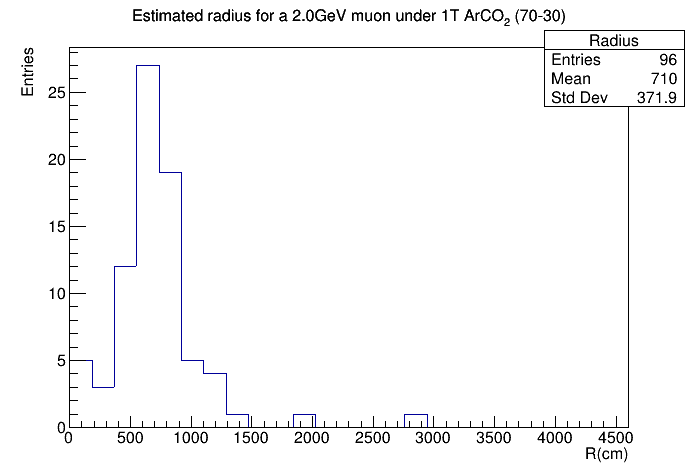 Estimated radius for a 2.0GeV muon under 1T ArCO2 (70-30)
Radius
Entries 96
Mean 710
Std Dev 371.9
Entries
25
20
15
10
5
0
0 500 1000 1500 2000 2500 3000 3500 4000 4500
R(cm)